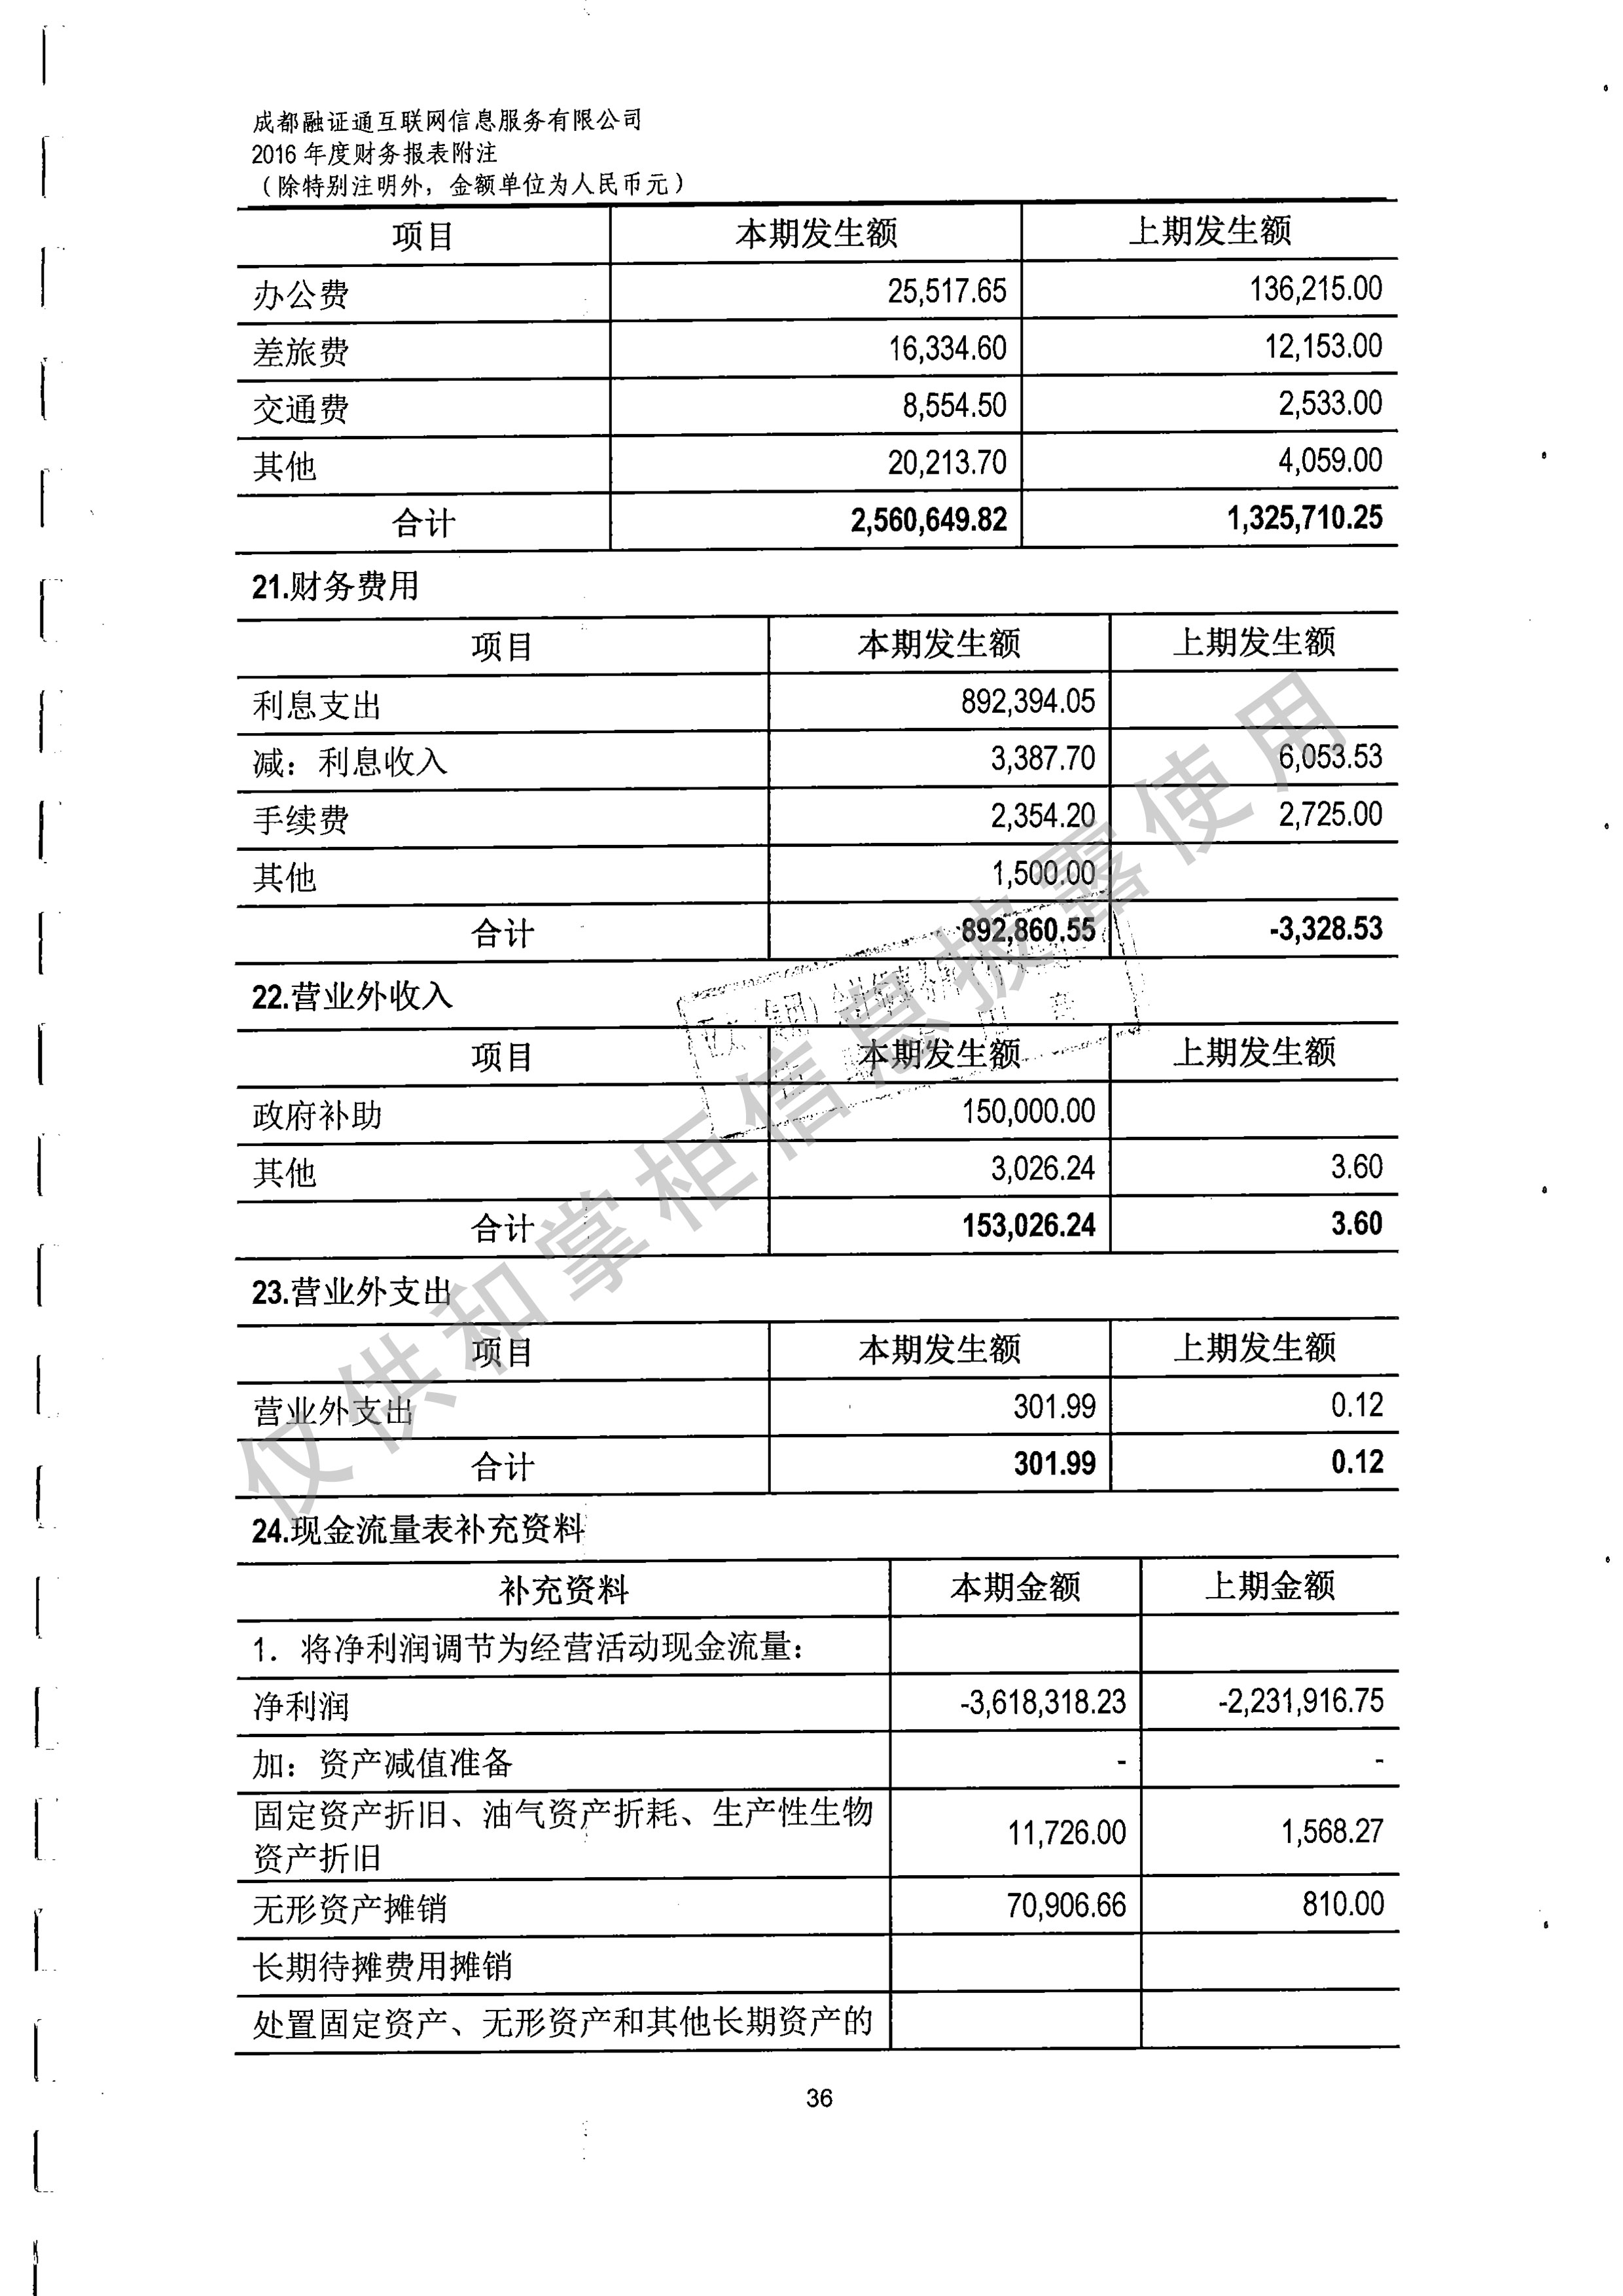 成都融证通互联网信息服务有限公司
2016 年度财务报表附注
（除特别注明外，金额单位为人民币元）
项目 本期发生额 上期发生额
办公费 25,517.65 136,215.00
差旅费 16,334.60 12,153.00
交通费 8,554.50 2,533.00
其他 20,213.70 4,059.00
合计 2,560,649.82 1,325,710.25
21.财务费用
项目 本期发生额 上期发生额
利息支出 892,394.05
减：利息收入 3,387.70 6,053.53
手续费 2,354.20 2,725.00
其他 1,500.00
合计 892,860.55 -3,328.53
22.营业外收入
项目 本期发生额 上期发生额
政府补助 150,000.00
其他 3,026.24 3.60
合计 153,026.24 3.60
23.营业外支出
项目 本期发生额 上期发生额
营业外支出 301.99 0.12
合计 301.99 0.12
24.现金流量表补充资料
补充资料 本期金额 上期金额
1．将净利润调节为经营活动现金流量：
净利润 -3,618,318.23 -2,231,916.75
加：资产减值准备 - -
固定资产折旧、油气资产折耗、生产性生物
资产折旧 11,726.00 1,568.27
无形资产摊销 70,906.66 810.00
长期待摊费用摊销
处置固定资产、无形资产和其他长期资产的
36
仅供和掌柜信息披露使用